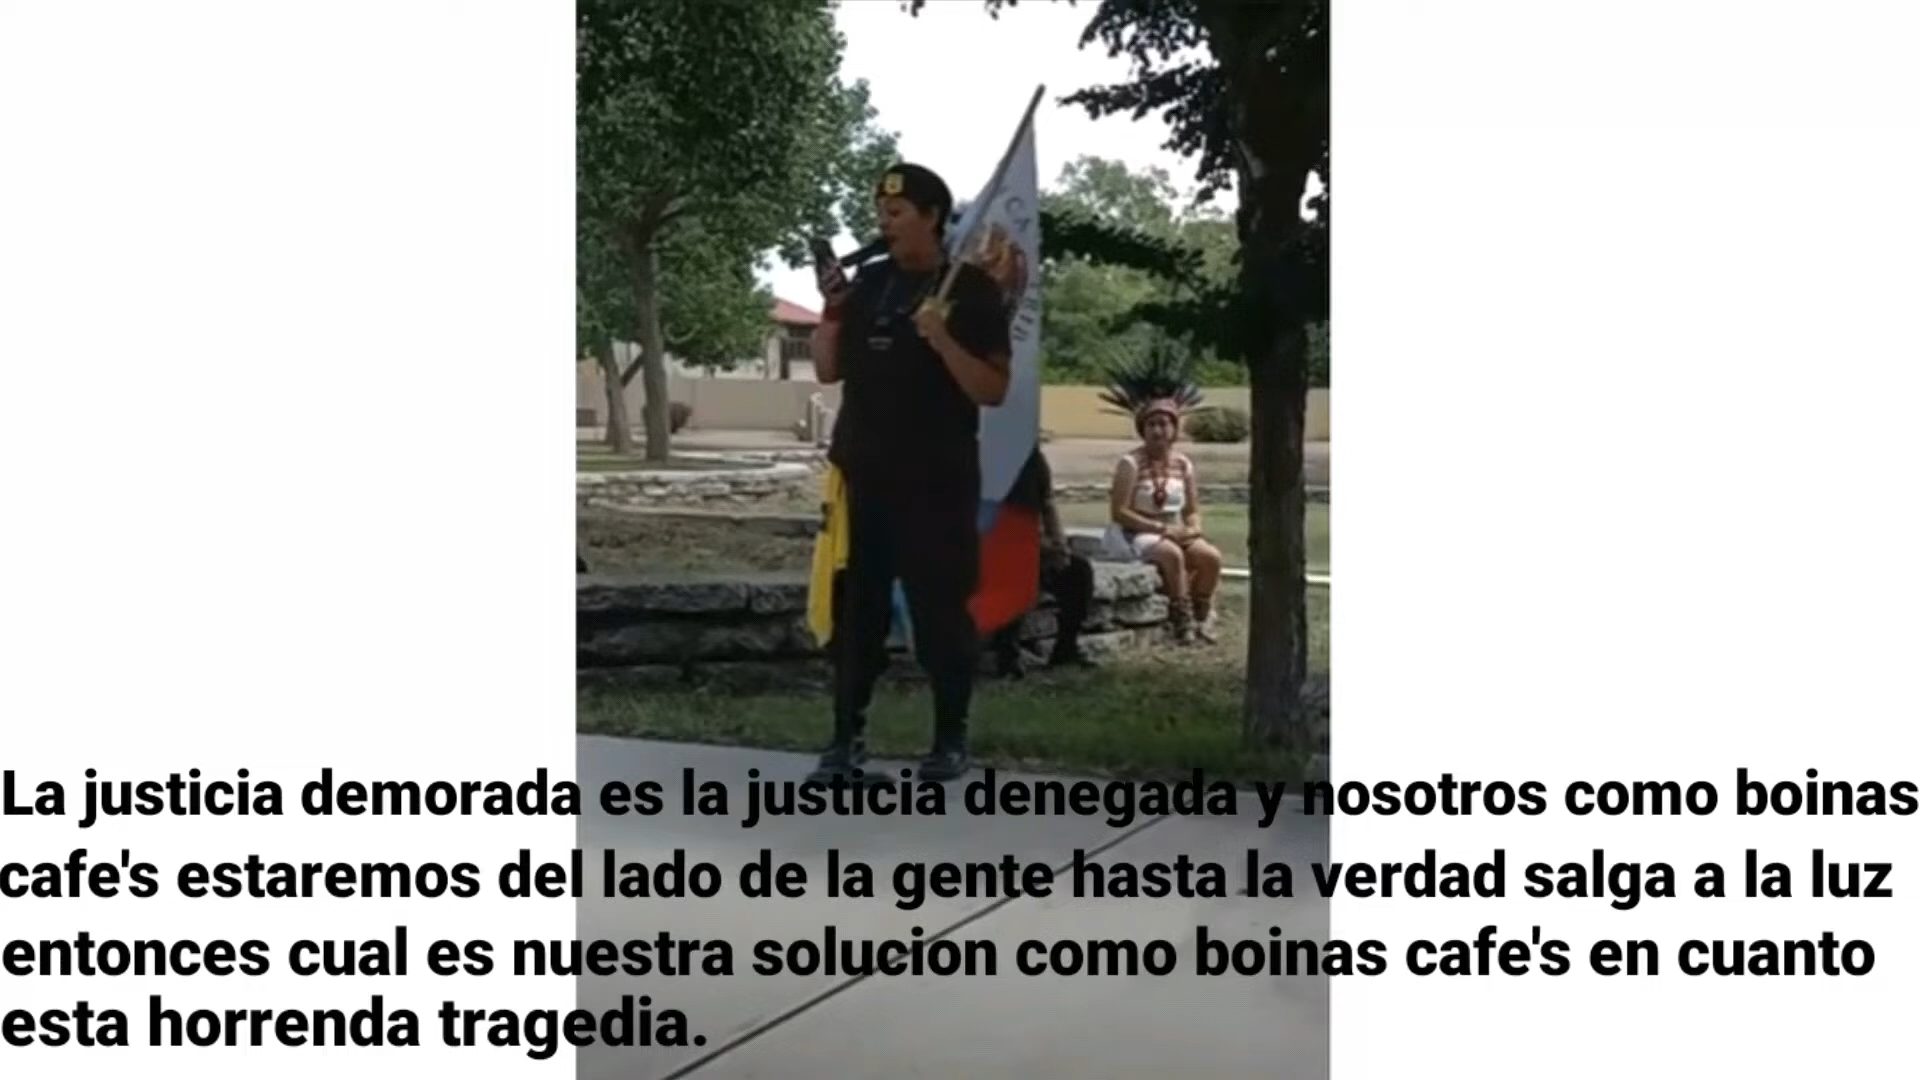 La justicia demorada es la justicia denegada y nosotros como boinas
cafe's estaremos del lado de la gente hasta la verdad salga a la luz
entonces cual es nuestra solucion como boinas cafe's en cuanto
esta horrenda tragedia.